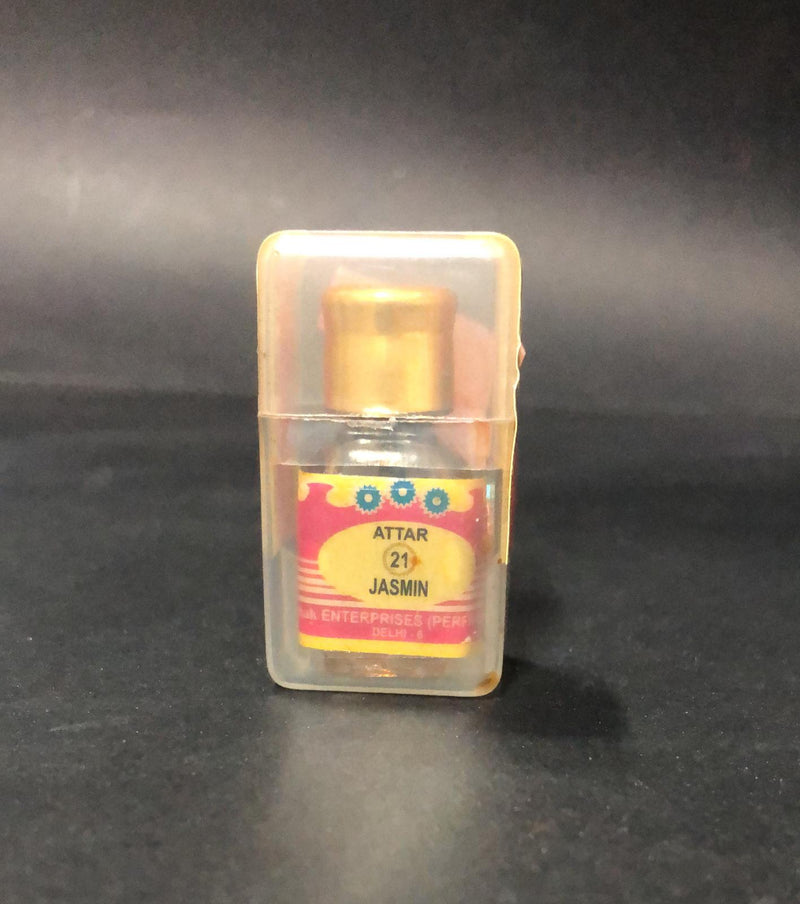 ATTAR
21
JASMIN
ENTERPRISES (PERF
DELHI - 6